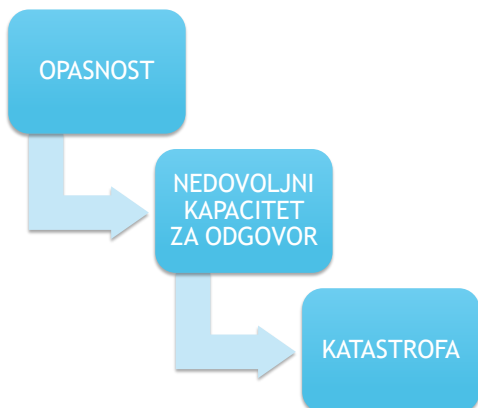 OPASNOST
NEDOVOLJNI
KAPACITET
ZA ODGOVOR
KATASTROFA